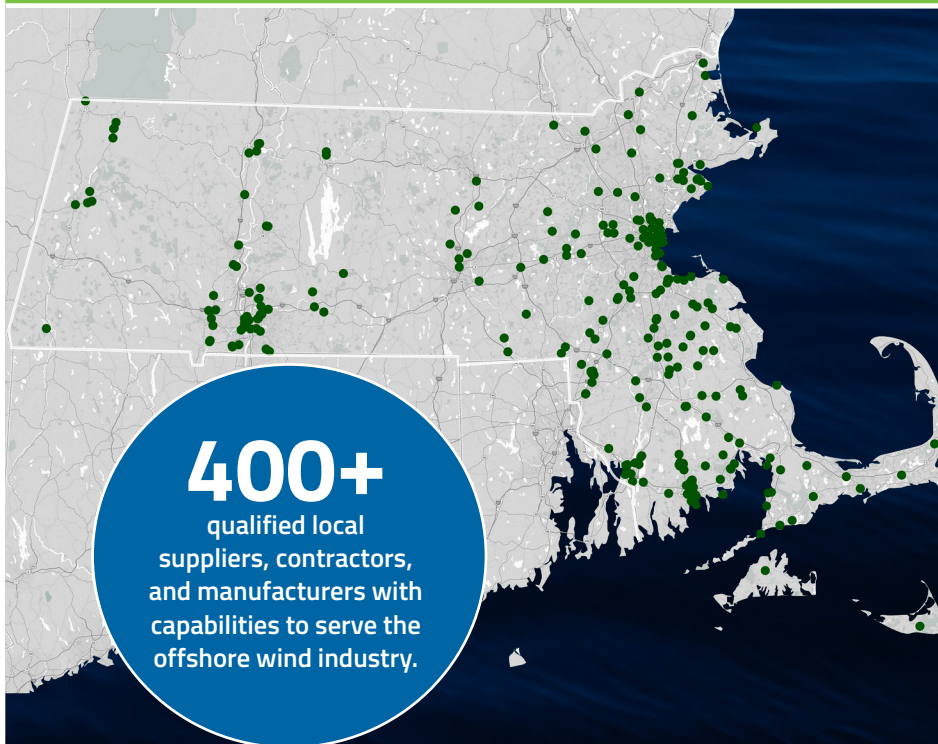 400+
qualified local
suppliers, contractors,
and manufacturers with
capabilities to serve the
offshore wind industry.